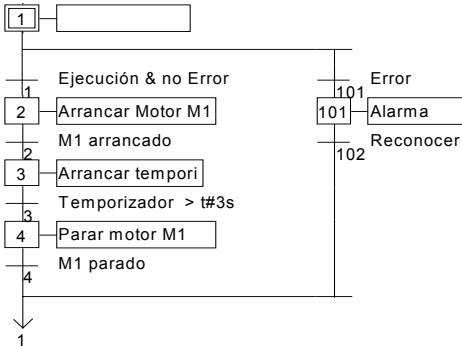 1
Ejecución & no Error
Error
1
101
2
Arrancar Motor M1
101
Alarma
M1 arrancado
Reconocer
2
102
3
Arrancar tempori
Temporizador > t#3s
3
4
Parar motor M1
M1 parado
4
1